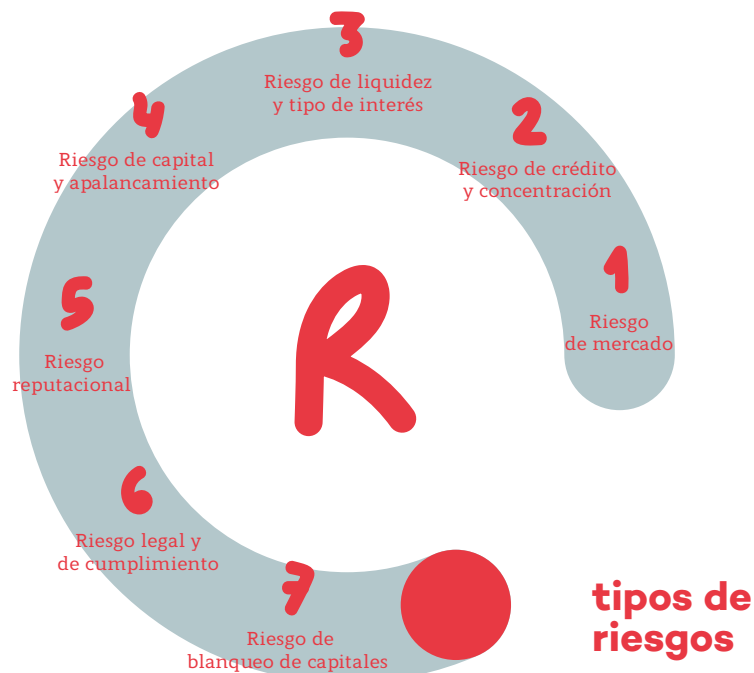 1
Riesgo
de mercado
2
Riesgo de crédito
y concentración
3
Riesgo de liquidez
y tipo de interés
4
Riesgo de capital
y apalancamiento
5
Riesgo
reputacional
6
Riesgo legal y
de cumplimiento
7
Riesgo de
blanqueo de capitales
R
tipos de
riesgos